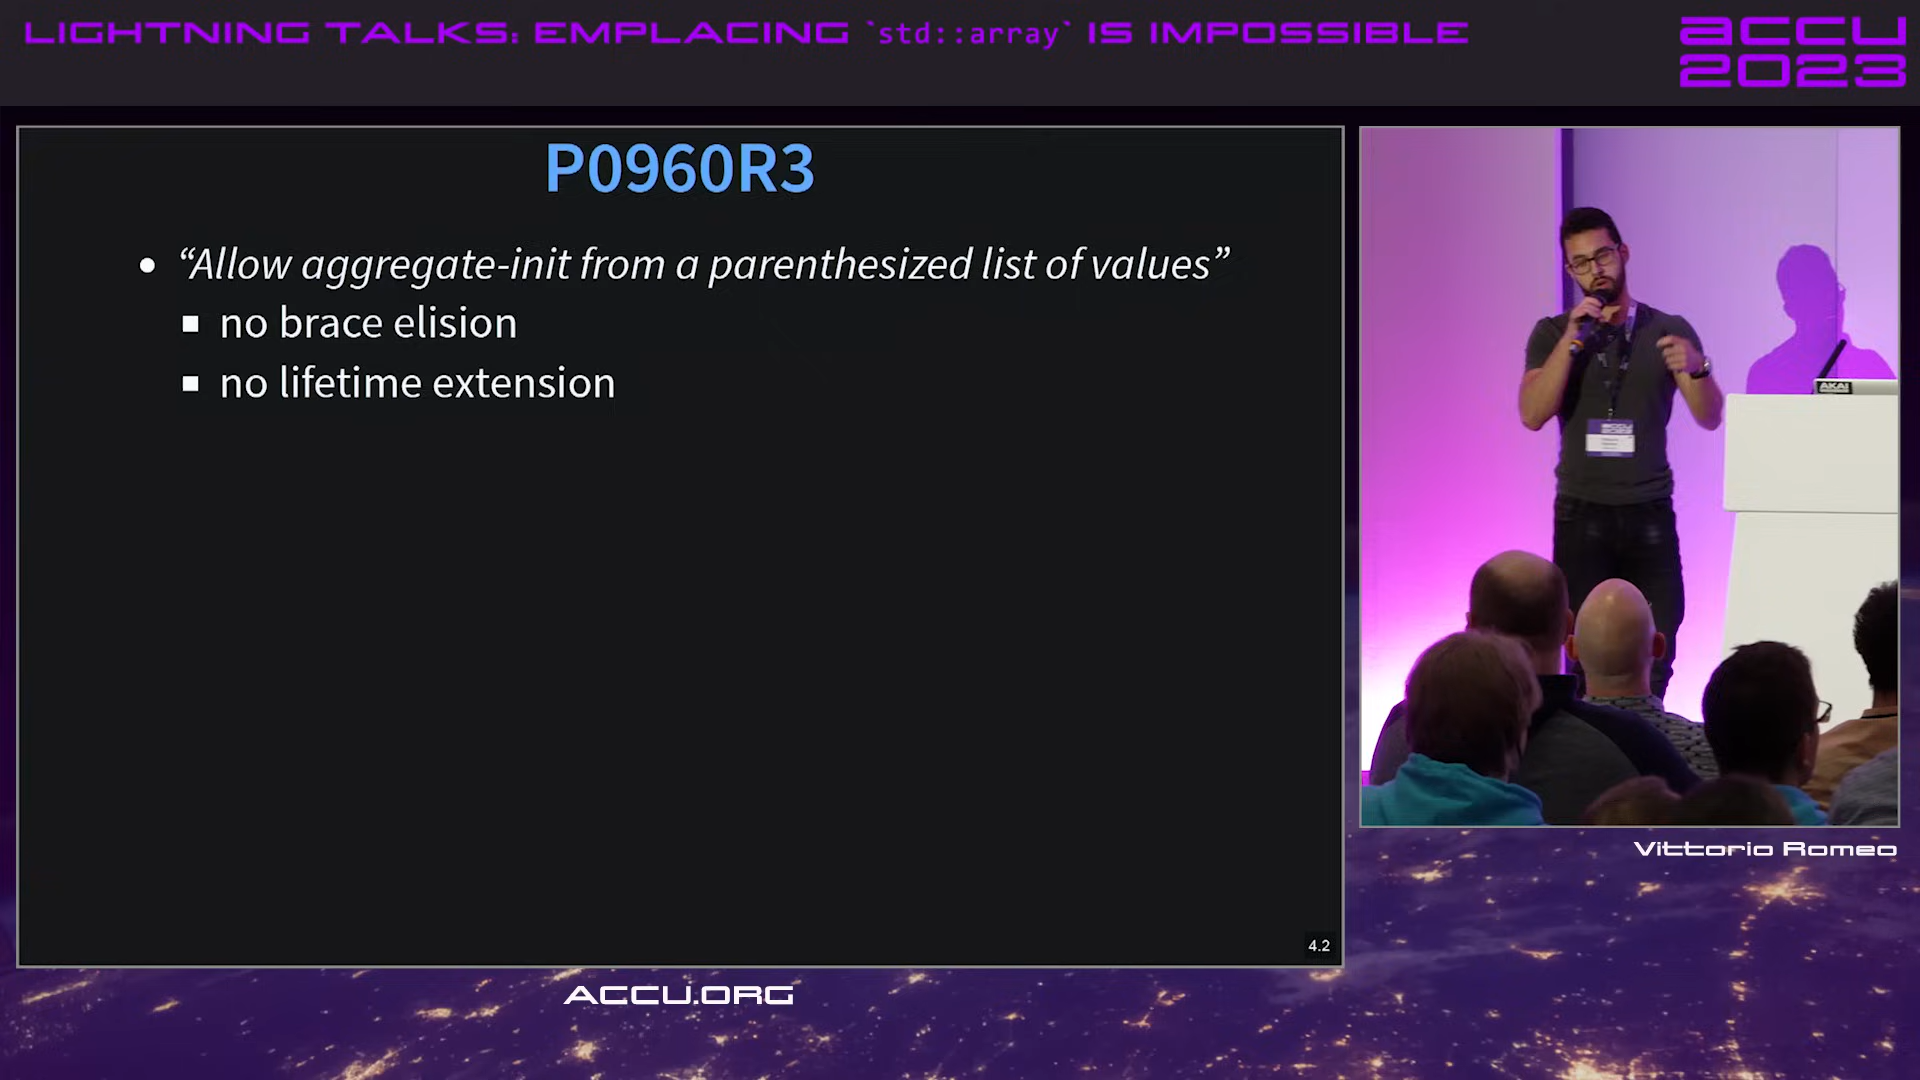 LIGHTNING TALKS: EMPLACING `std::array` IS IMPOSSIBLE
accu
2023
P0960R3
• “Allow aggregate-init from a parenthesized list of values”
▪ no brace elision
▪ no lifetime extension
4.2
AKAI
Vittorio Romeo
ACCU.ORG